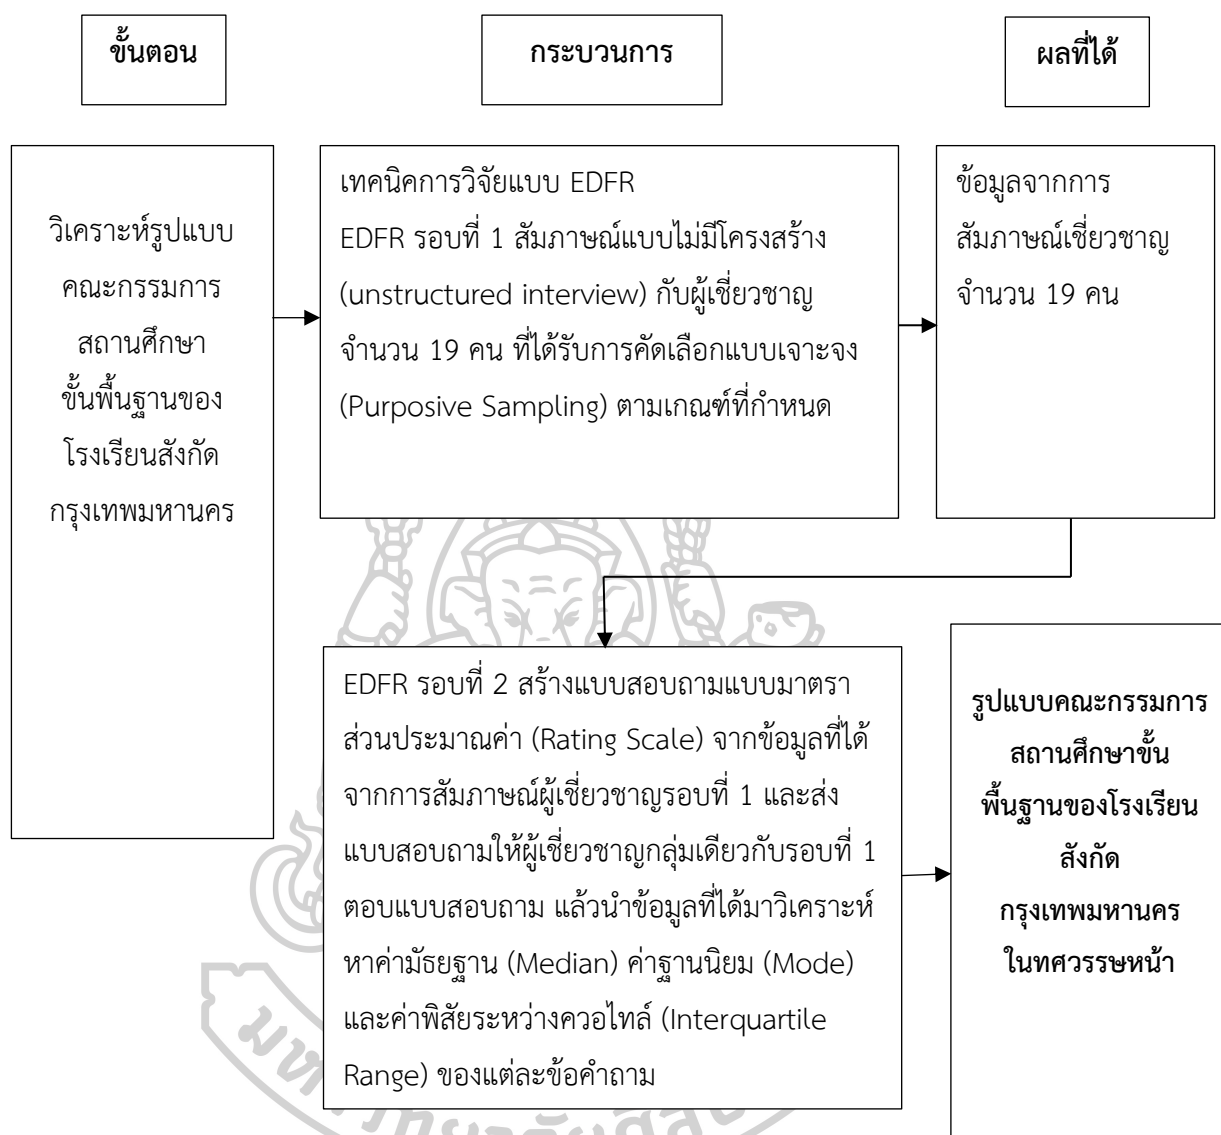 ขั้นตอน
กระบวนการ
ผลที่ได้
วิเคราะห์รูปแบบ
คณะกรรมการ
สถานศึกษา
ขั้นพื้นฐานของ
โรงเรียนสังกัด
กรุงเทพมหานคร
เทคนิคการวิจัยแบบ EDFR
EDFR รอบที่ 1 สัมภาษณ์แบบไม่มีโครงสร้าง
(unstructured interview) กับผู้เชี่ยวชาญ
จำนวน 19 คน ที่ได้รับการคัดเลือกแบบเจาะจง
(Purposive Sampling) ตามเกณฑ์ที่กำหนด
ข้อมูลจากการ
สัมภาษณ์เชี่ยวชาญ
จำนวน 19 คน
EDFR รอบที่ 2 สร้างแบบสอบถามแบบมาตรา
ส่วนประมาณค่า (Rating Scale) จากข้อมูลที่ได้
จากการสัมภาษณ์ผู้เชี่ยวชาญรอบที่ 1 และส่ง
แบบสอบถามให้ผู้เชี่ยวชาญกลุ่มเดียวกับรอบที่ 1
ตอบแบบสอบถาม แล้วนำข้อมูลที่ได้มาวิเคราะห์
หาค่ามัธยฐาน (Median) ค่าฐานนิยม (Mode)
และค่าพิสัยระหว่างควอไทล์ (Interquartile
Range) ของแต่ละข้อคำถาม
รูปแบบคณะกรรมการ
สถานศึกษาขั้น
พื้นฐานของโรงเรียน
สังกัด
กรุงเทพมหานคร
ในทศวรรษหน้า